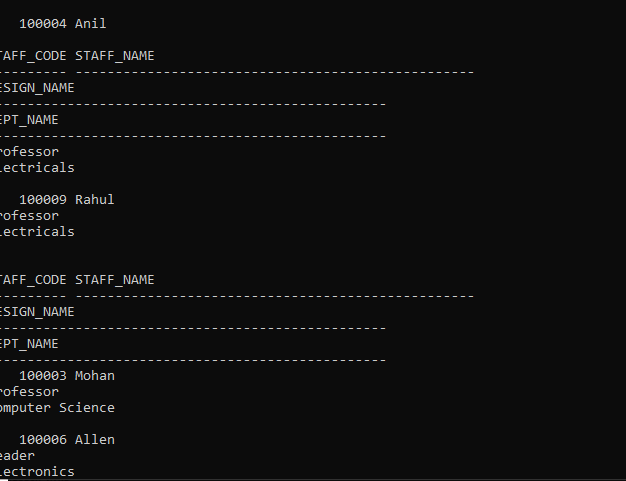 100004 Anil
TAFF_CODE STAFF_NAME
--------- --------------------------------------------------
ESIGN_NAME
-------------------------------------------------
EPT_NAME
-------------------------------------------------
rofessor
lectricals
100009 Rahul
rofessor
lectricals
TAFF_CODE STAFF_NAME
--------- --------------------------------------------------
ESIGN_NAME
-------------------------------------------------
EPT_NAME
-------------------------------------------------
100003 Mohan
rofessor
omputer Science
100006 Allen
eader
lectronics